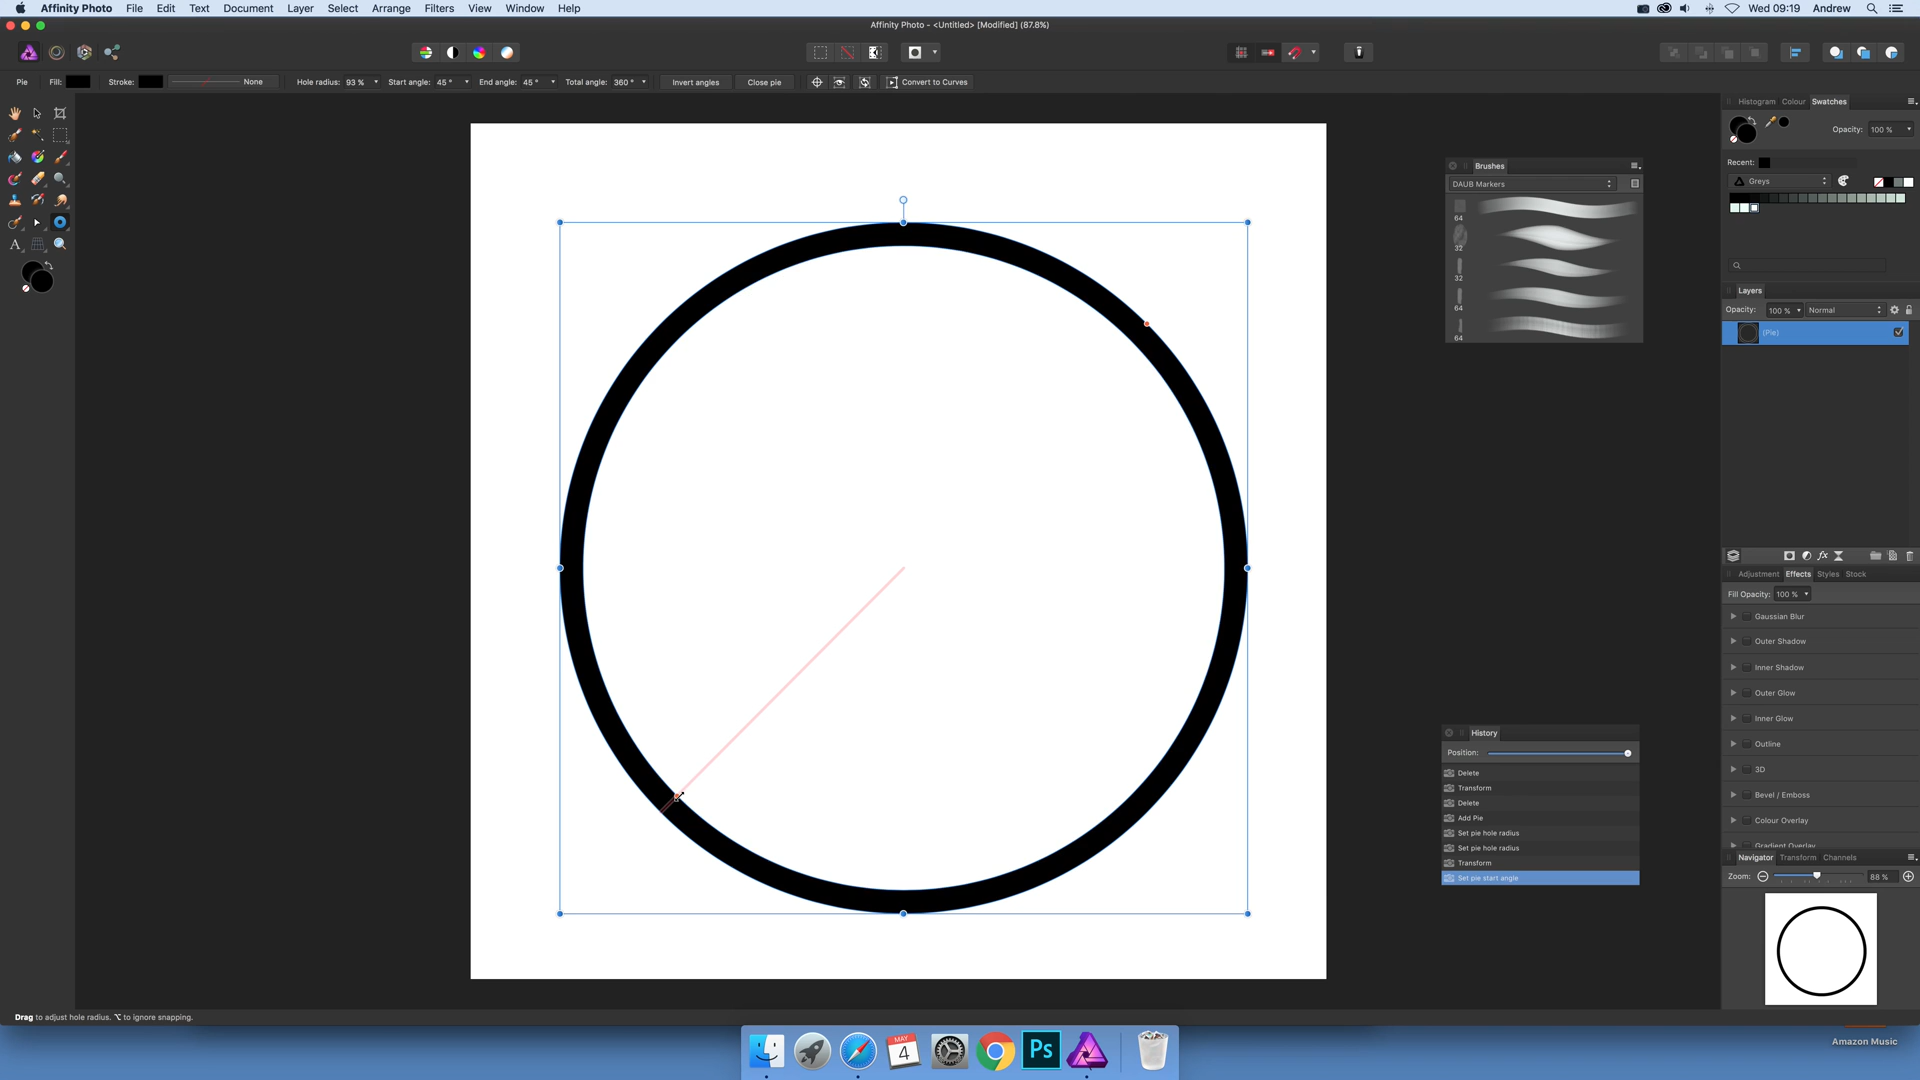 Affinity Photo File Edit Text Document Layer Select Arrange Filters View Window Help Wed 09:19 Andrew
Affinity Photo - <Untitled> [Modified] (87.8%)
Pie Fill: Stroke: None Hole radius: 93 % Start angle: 45 ° End angle: 45 ° Total angle: 360 ° Invert angles Close pie Convert to Curves
Histogram Colour Swatches
Opacity: 100 %
Recent:
Greys
Brushes
DAUB Markers
64
32
32
64
64
Layers
Opacity: 100 % Normal
(Pie)
Adjustment Effects Styles Stock
Fill Opacity: 100 %
Gaussian Blur
Outer Shadow
Inner Shadow
Outer Glow
Inner Glow
Outline
3D
Bevel / Emboss
Colour Overlay
Gradient Overlay
History
Position:
Delete
Transform
Delete
Add Pie
Set pie hole radius
Set pie hole radius
Transform
Set pie start angle
Navigator Transform Channels
Zoom: 88 %
A
Drag to adjust hole radius. ⌥ to ignore snapping.
MAY
4
Ps
Amazon Music